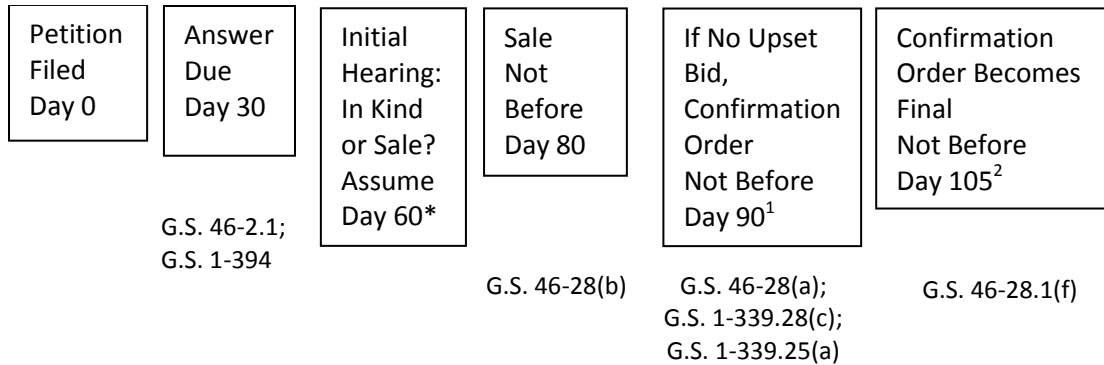 Petition
Filed
Day 0
Answer
Due
Day 30
Initial
Hearing:
In Kind
or Sale?
Assume
Day 60*
Sale
Not
Before
Day 80
If No Upset
Bid,
Confirmation
Order
Not Before
Day 90¹
Confirmation
Order Becomes
Final
Not Before
Day 105²
G.S. 46-2.1;
G.S. 1-394
G.S. 46-28(b)
G.S. 46-28(a);
G.S. 1-339.28(c);
G.S. 1-339.25(a)
G.S. 46-28.1(f)